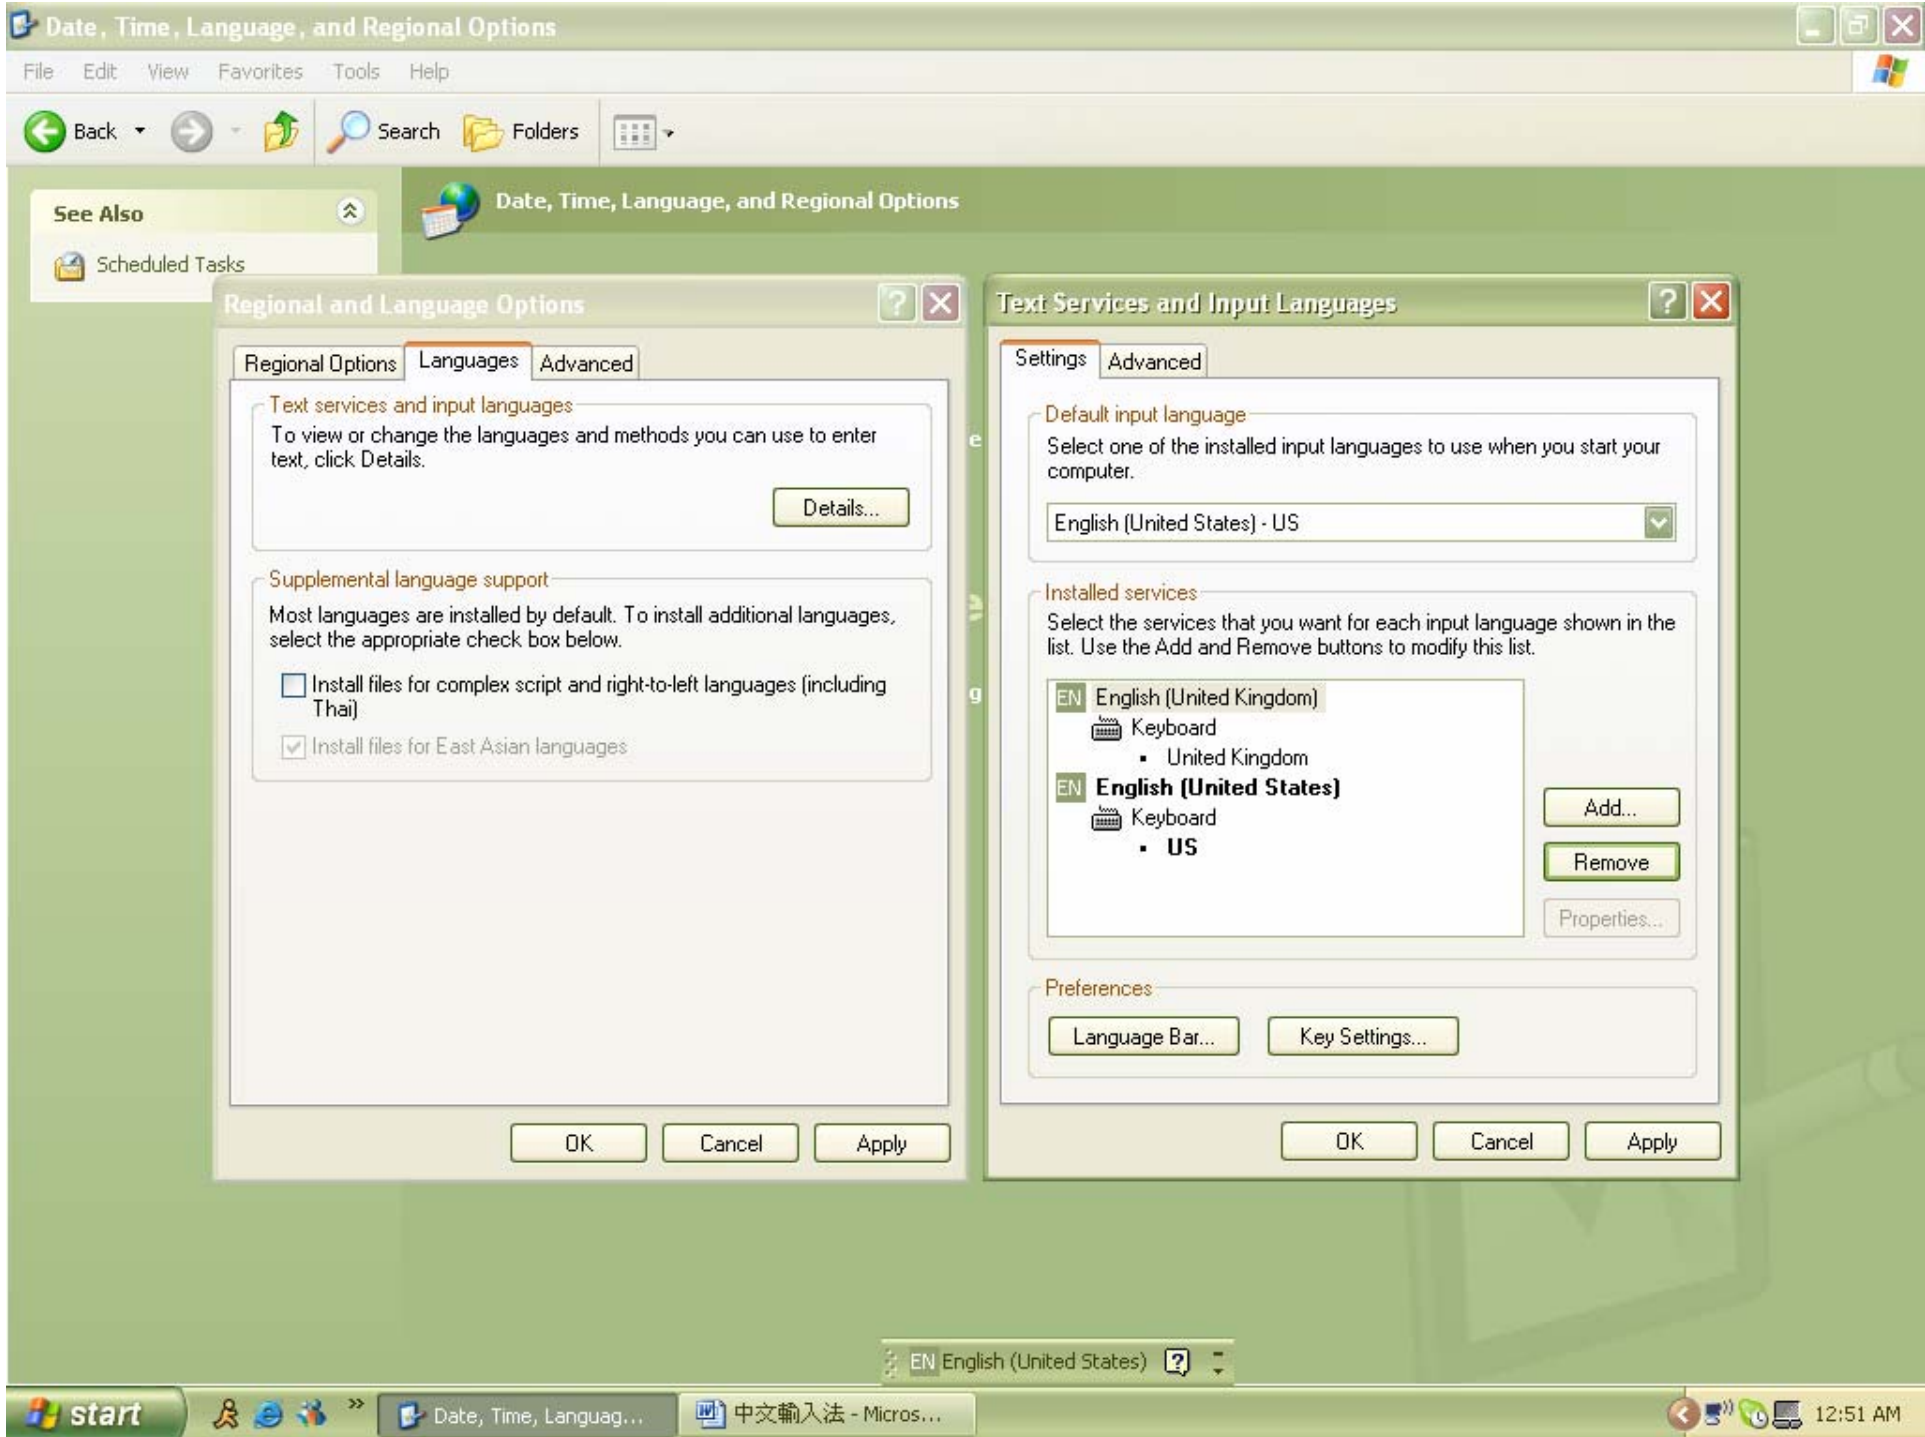 Date, Time, Language, and Regional Options
File Edit View Favorites Tools Help
Back Search Folders
See Also
Scheduled Tasks
Date, Time, Language, and Regional Options
Regional and Language Options
Regional Options Languages Advanced
Text services and input languages
To view or change the languages and methods you can use to enter
text, click Details.
Details...
Supplemental language support
Most languages are installed by default. To install additional languages,
select the appropriate check box below.
Install files for complex script and right-to-left languages (including
Thai)
Install files for East Asian languages
OK Cancel Apply
e
e
g
Text Services and Input Languages
Settings Advanced
Default input language
Select one of the installed input languages to use when you start your
computer.
English (United States) - US
Installed services
Select the services that you want for each input language shown in the
list. Use the Add and Remove buttons to modify this list.
EN English (United Kingdom)
Keyboard
• United Kingdom
EN English (United States)
Keyboard
• US
Add...
Remove
Properties...
Preferences
Language Bar... Key Settings...
OK Cancel Apply
EN English (United States)
start Date, Time, Languag... 中文輸入法 - Micros... 12:51 AM